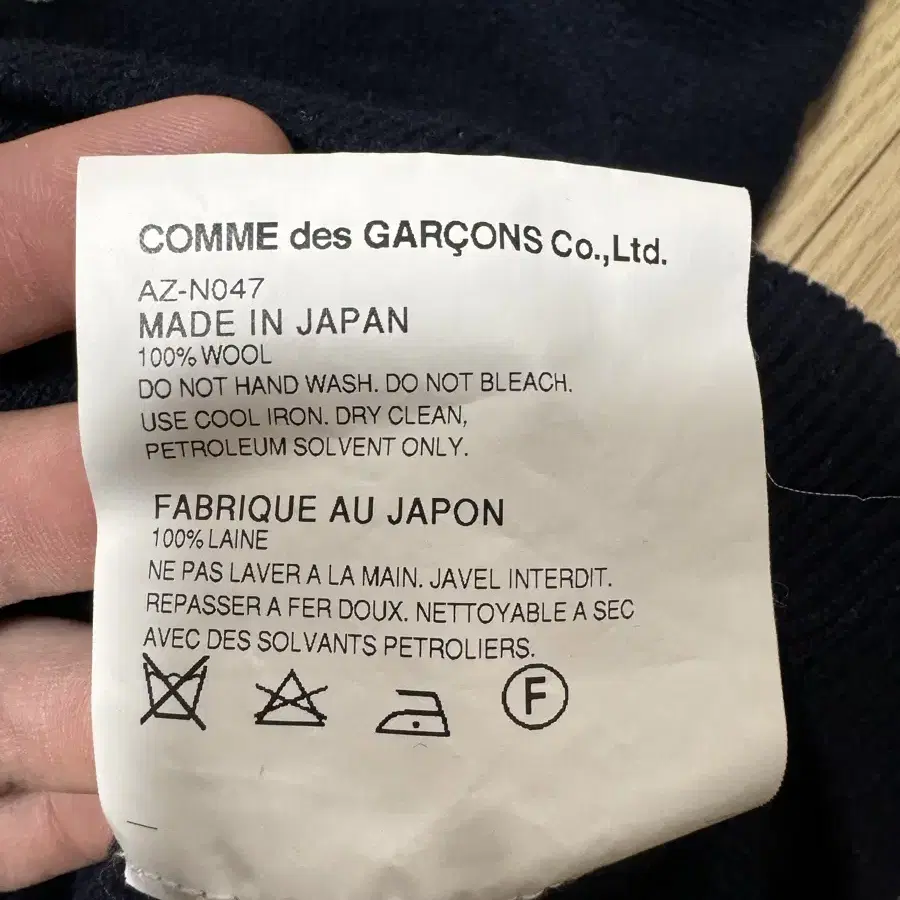 COMME des GARÇONS Co.,Ltd.
AZ-N047
MADE IN JAPAN
100% WOOL
DO NOT HAND WASH. DO NOT BLEACH.
USE COOL IRON. DRY CLEAN,
PETROLEUM SOLVENT ONLY.
FABRIQUE AU JAPON
100% LAINE
NE PAS LAVER A LA MAIN. JAVEL INTERDIT.
REPASSER A FER DOUX. NETTOYABLE A SEC
AVEC DES SOLVANTS PETROLIERS.
F